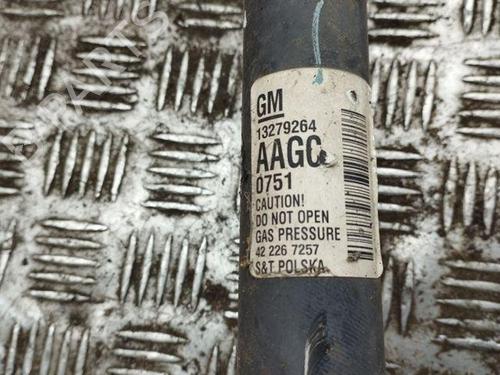 GM
13279264
AAGC
0751
CAUTION!
DO NOT OPEN
GAS PRESSURE
42 226 7257
S&T POLSKA